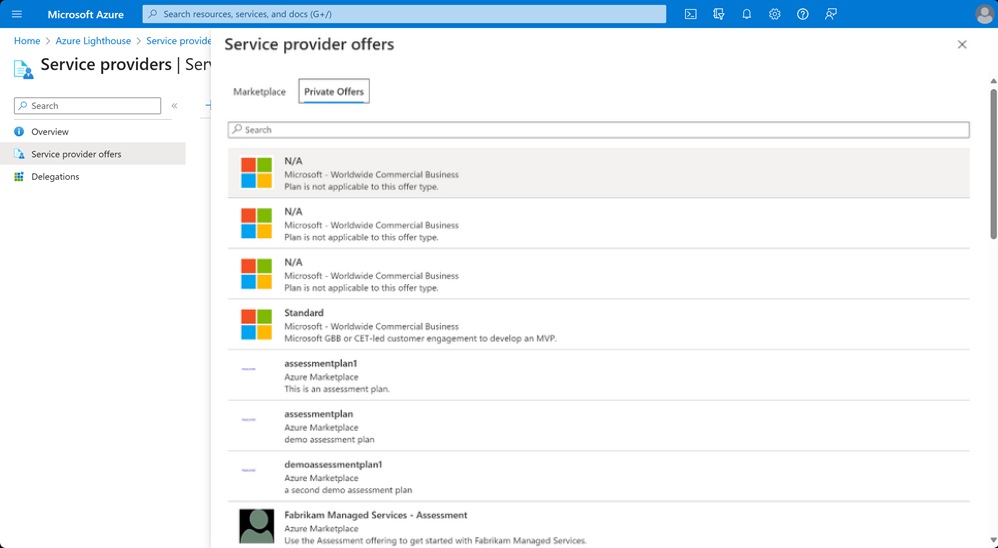 Microsoft Azure
Search resources, services, and docs (G+/)
Home > Azure Lighthouse > Service provide
Service providers | Serv
Search
«
Overview
Service provider offers
Delegations
Service provider offers
Marketplace
Private Offers
Search
N/A
Microsoft - Worldwide Commercial Business
Plan is not applicable to this offer type.
N/A
Microsoft - Worldwide Commercial Business
Plan is not applicable to this offer type.
N/A
Microsoft - Worldwide Commercial Business
Plan is not applicable to this offer type.
Standard
Microsoft - Worldwide Commercial Business
Microsoft GBB or CET-led customer engagement to develop an MVP.
assessmentplan1
Azure Marketplace
This is an assessment plan.
assessmentplan
Azure Marketplace
demo assessment plan
demoassessmentplan1
Azure Marketplace
a second demo assessment plan
Fabrikam Managed Services - Assessment
Azure Marketplace
Use the Assessment offering to get started with Fabrikam Managed Services.